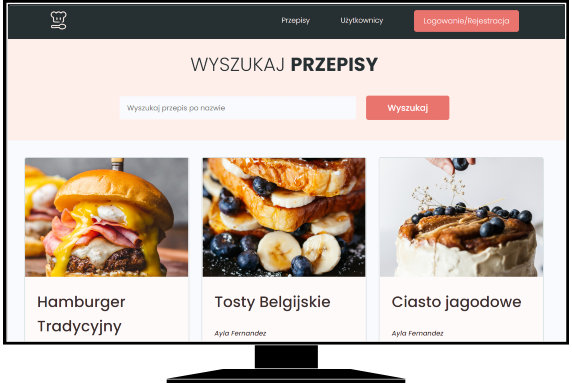 Przepisy Użytkownicy Logowanie/Rejestracja
WYSZUKAJ PRZEPISY
Wyszukaj przepis po nazwie Wyszukaj
Hamburger
Tradycyjny
Tosty Belgijskie
Ayla Fernandez
Ciasto jagodowe
Ayla Fernandez